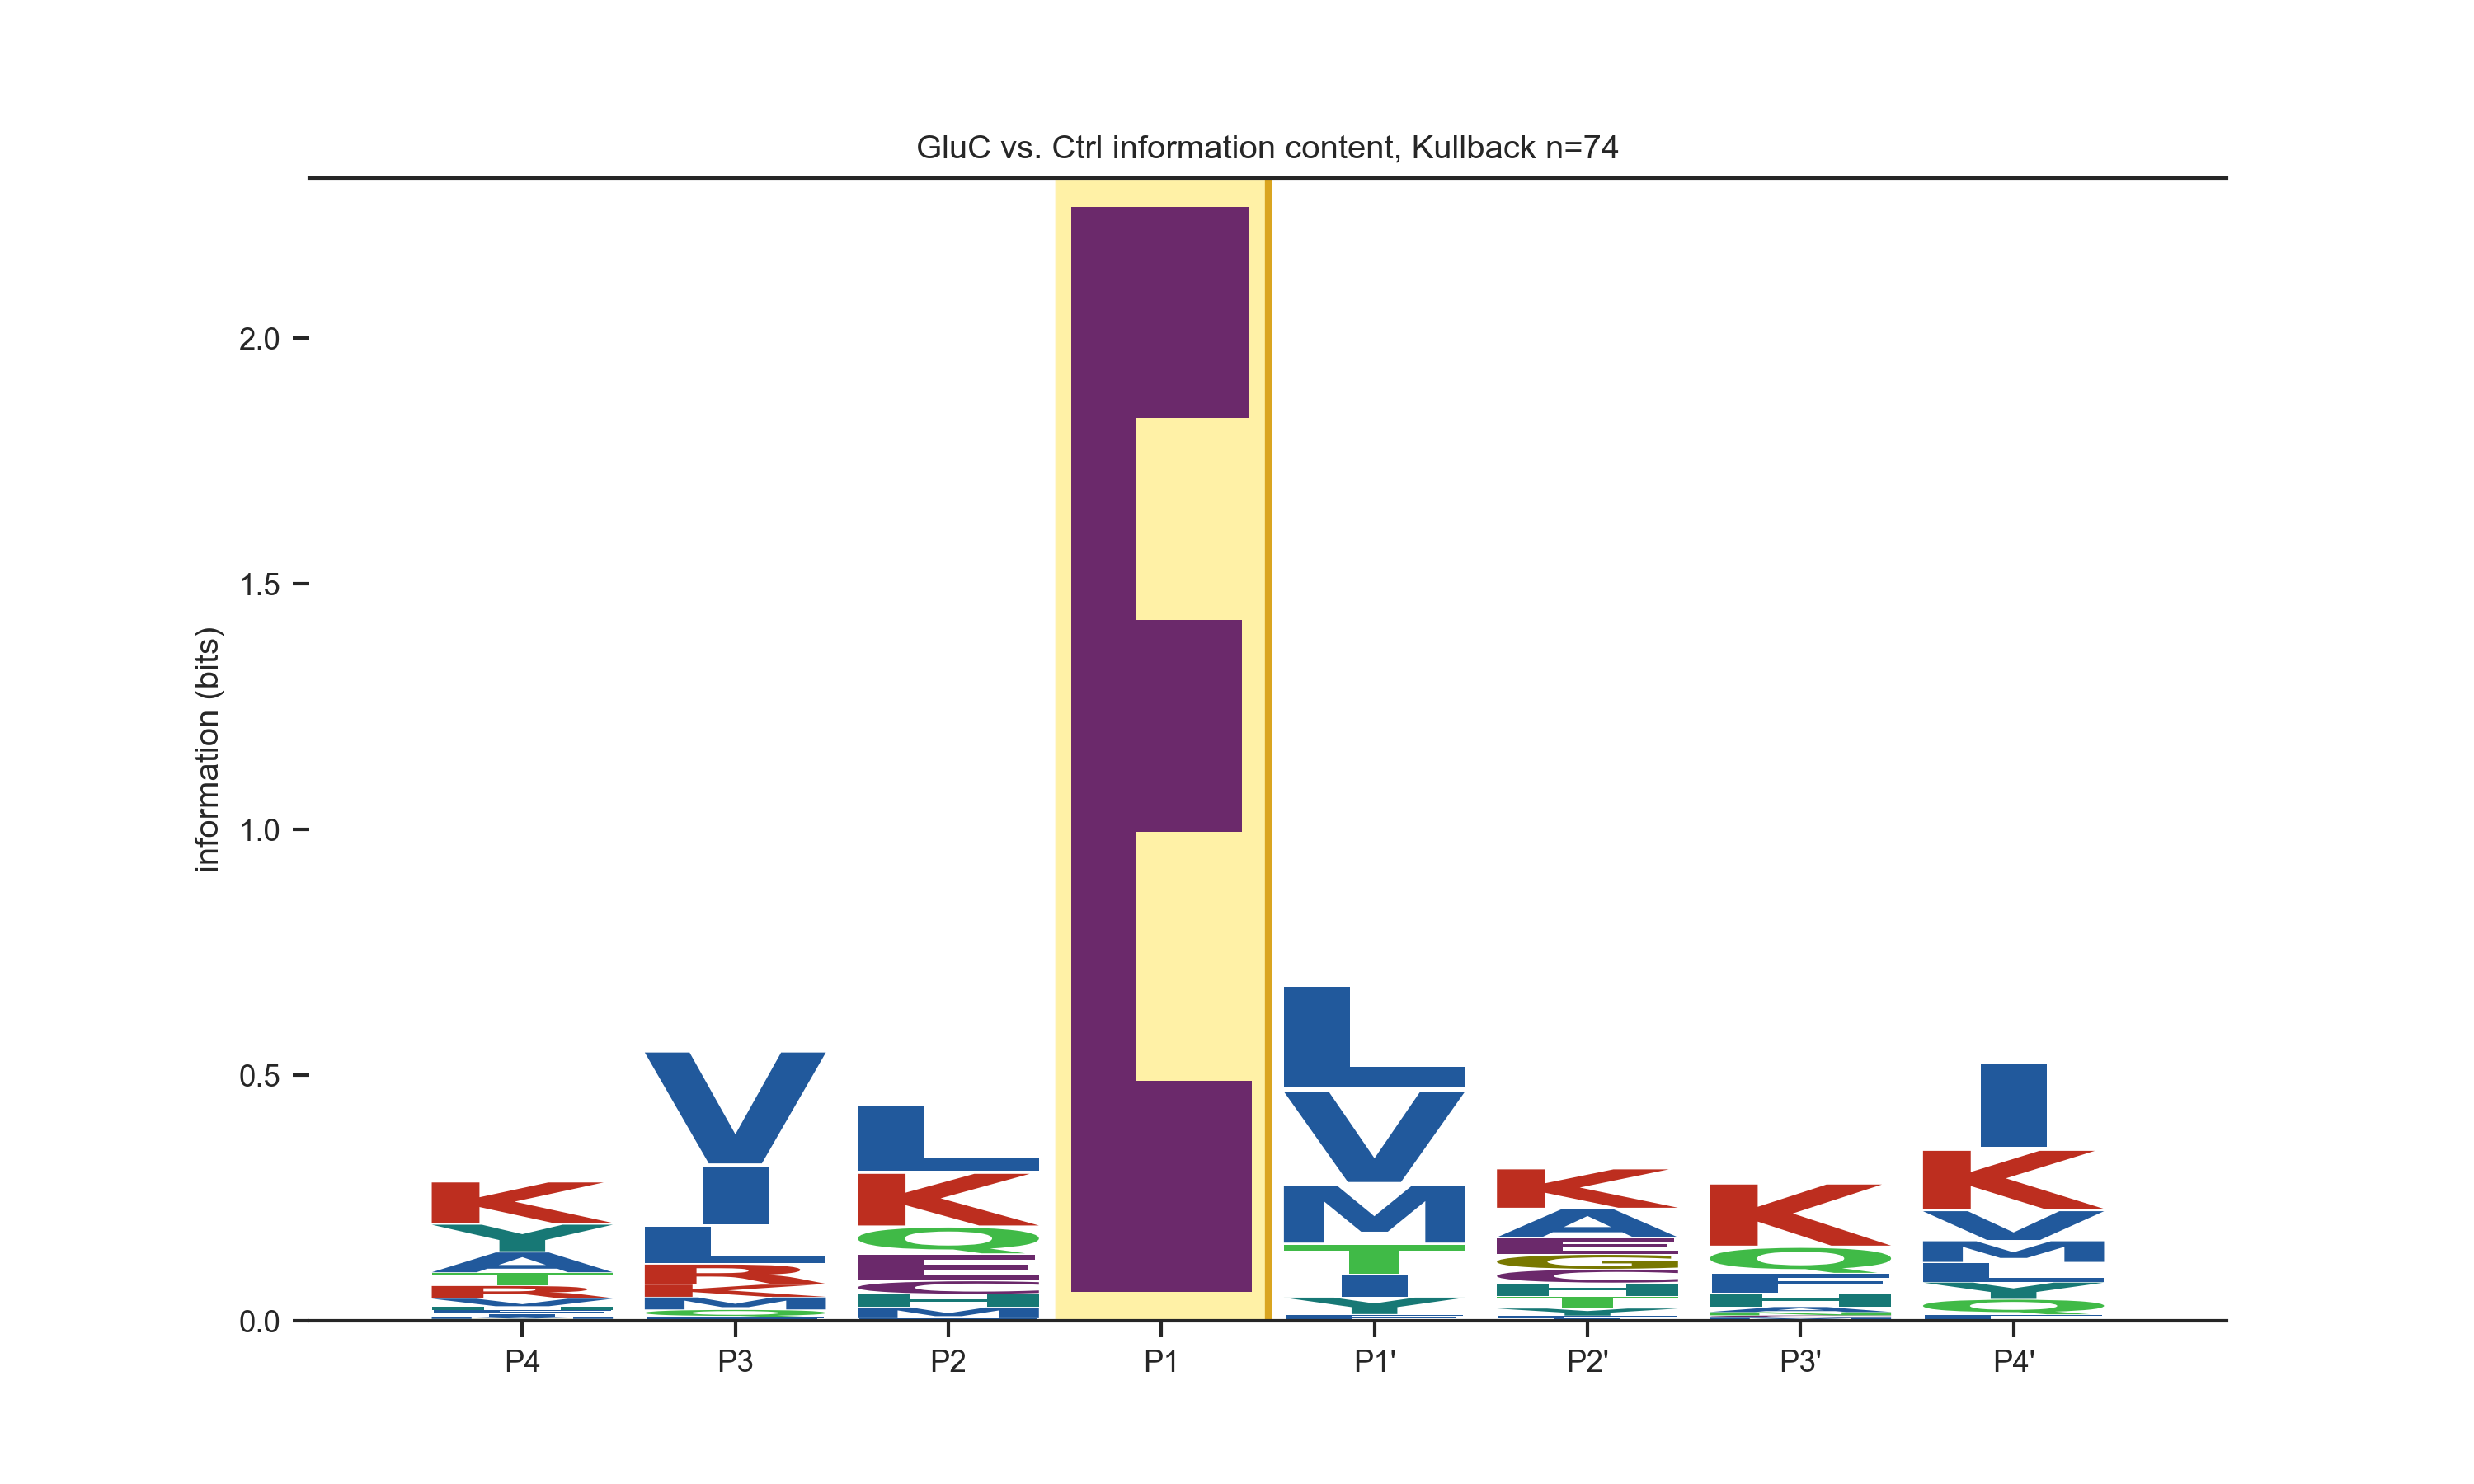 GluC vs. Ctrl information content, Kullback n=74
information (bits)
2.0
1.5
1.0
0.5
0.0
K Y A T R
V I L R K V Q
L K Q E C H M
E
L V M T I Y
K A E G C H T Y
K Q F H
I K V M L Y Q
P4 P3 P2 P1 P1' P2' P3' P4'